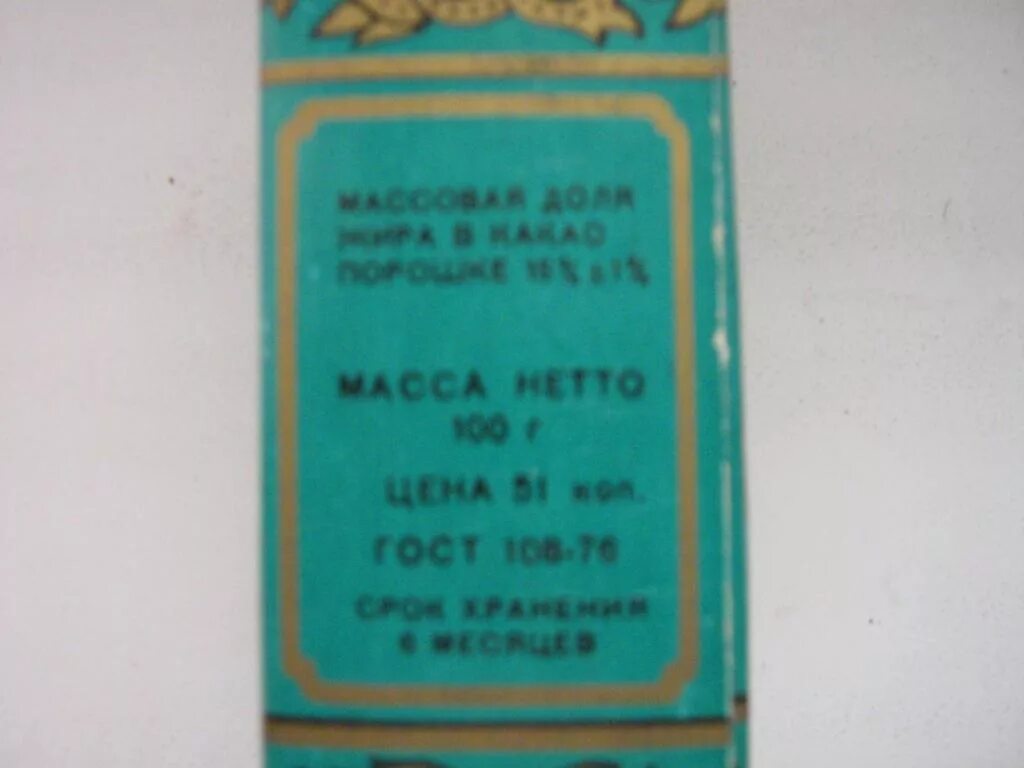 МАССОВАЯ ДОЛЯ
ЖИРА В КАКАО
ПОРОШКЕ
МАССА НЕТТО
100 г
ЦЕНА 51 коп.
ГОСТ 108-76
СРОК ХРАНЕНИЯ
6 МЕСЯЦЕВ